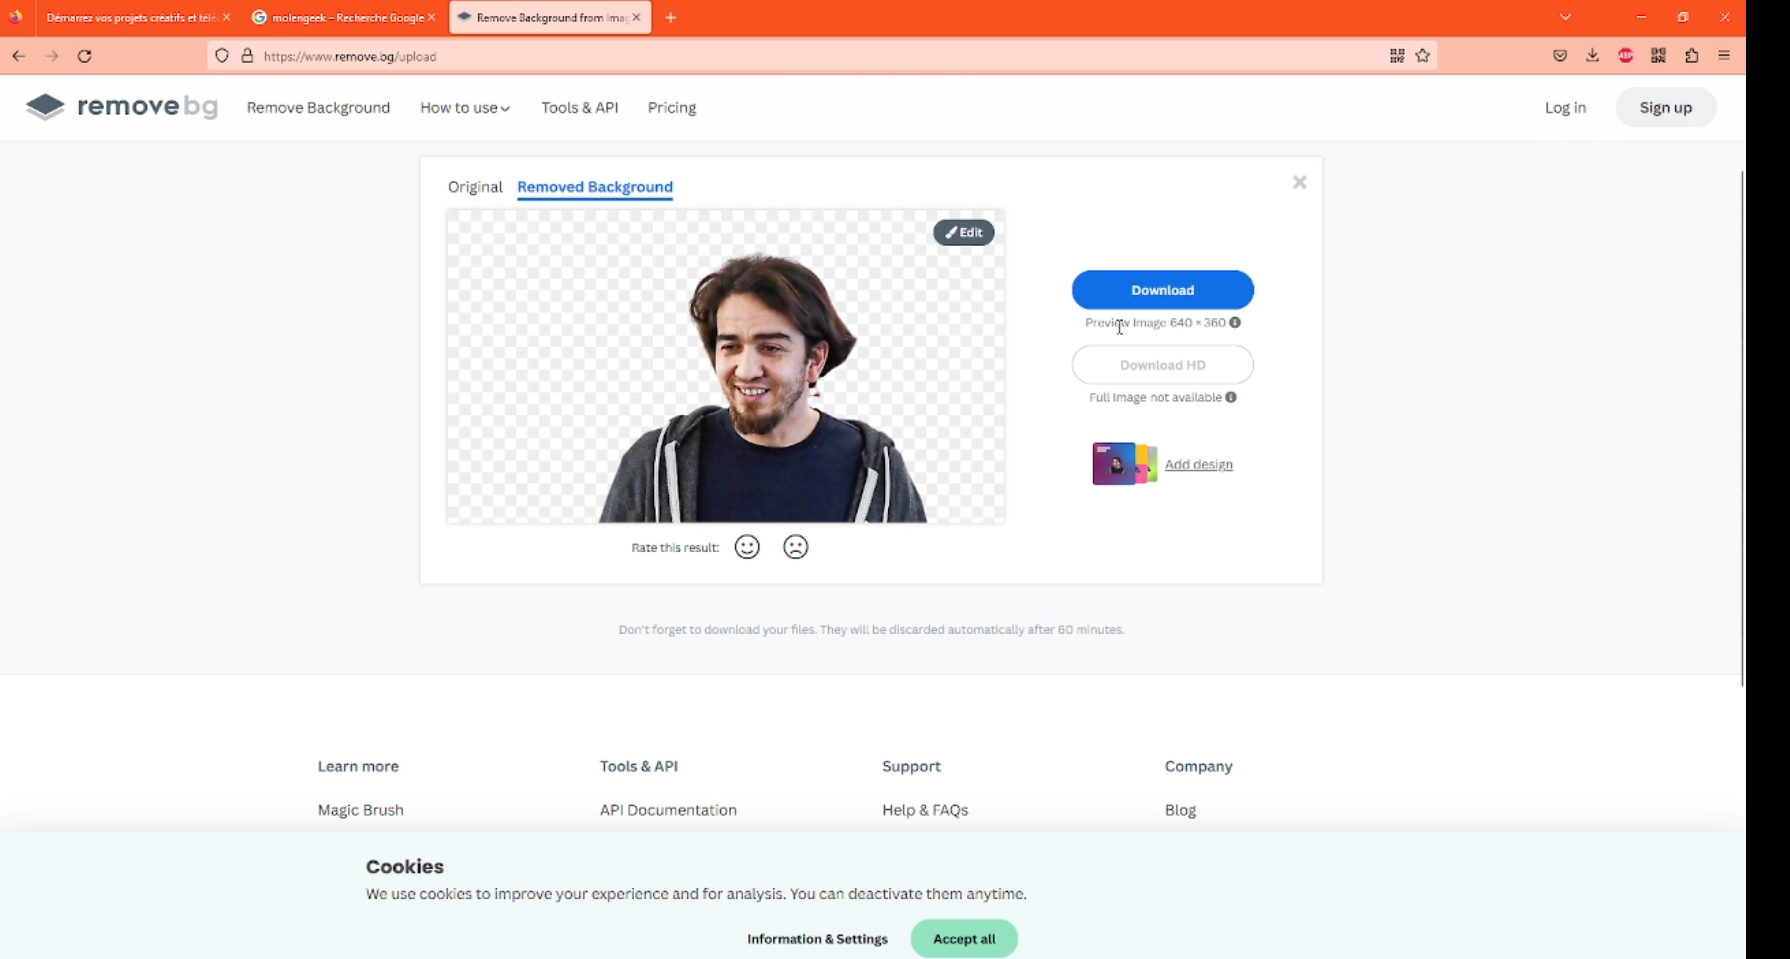 Démarrez vos projets créatifs et télé
molengeek – Recherche Google
Remove Background from Imag
https://www.remove.bg/upload
ABP
removebg
Remove Background
How to use
Tools & API
Pricing
Log in
Sign up
Original
Removed Background
Edit
Download
Preview Image 640 × 360
Download HD
Full Image not available
Add design
Rate this result:
Don't forget to download your files. They will be discarded automatically after 60 minutes.
Learn more
Tools & API
Support
Company
Magic Brush
API Documentation
Help & FAQs
Blog
Cookies
We use cookies to improve your experience and for analysis. You can deactivate them anytime.
Information & Settings
Accept all